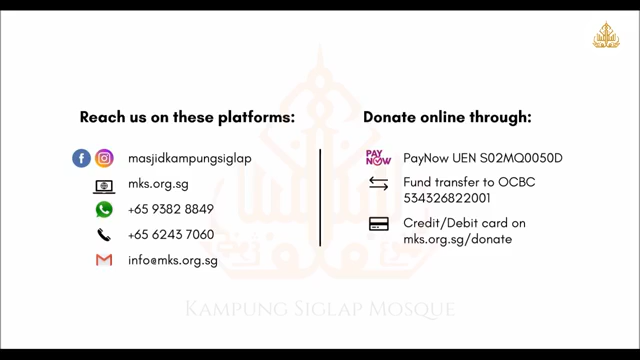 Reach us on these platforms:
masjidkampungsiglap
mks.org.sg
+65 9382 8849
+65 6243 7060
info@mks.org.sg
Donate online through:
PAY
NOW
PayNow UEN S02MQ0050D
Fund transfer to OCBC
534326822001
Credit/Debit card on
mks.org.sg/donate
Kampung Siglap Mosque